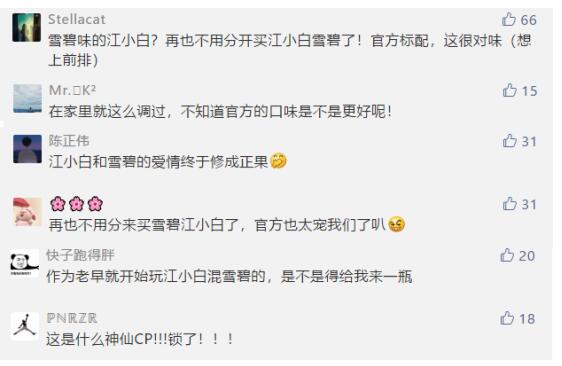 Stellacat
66
雪碧味的江小白？再也不用分开买江小白雪碧了！官方标配，这很对味（想
上前排）
Mr.K²
15
在家里就这么调过，不知道官方的口味是不是更好呢！
陈正伟
31
江小白和雪碧的爱情终于修成正果🤣
🌸🌸🌸
31
再也不用分来买雪碧江小白了，官方也太宠我们了叭😝
快子跑得胖
20
作为老早就开始玩江小白混雪碧的，是不是得给我来一瓶
ℙℕℝℤℝ
18
这是什么神仙CP!!!锁了！！！